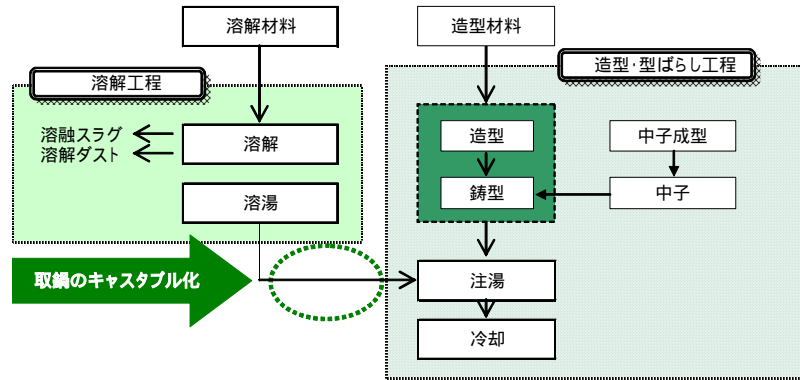 溶解材料
造型材料
溶解工程
造型･型ばらし工程
溶融スラグ
溶解ダスト
溶解
造型
中子成型
溶湯
鋳型
中子
取鍋のキャスタブル化
注湯
冷却